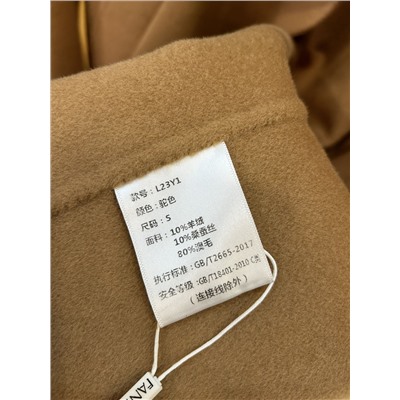 款号：L23Y1
颜色：驼色
尺码：S
面料：10%羊绒
10%桑蚕丝
80%澳毛
执行标准：GB/T2665-2017
安全等级：GB/T18401-2010 C类
（连接线除外）
FAN